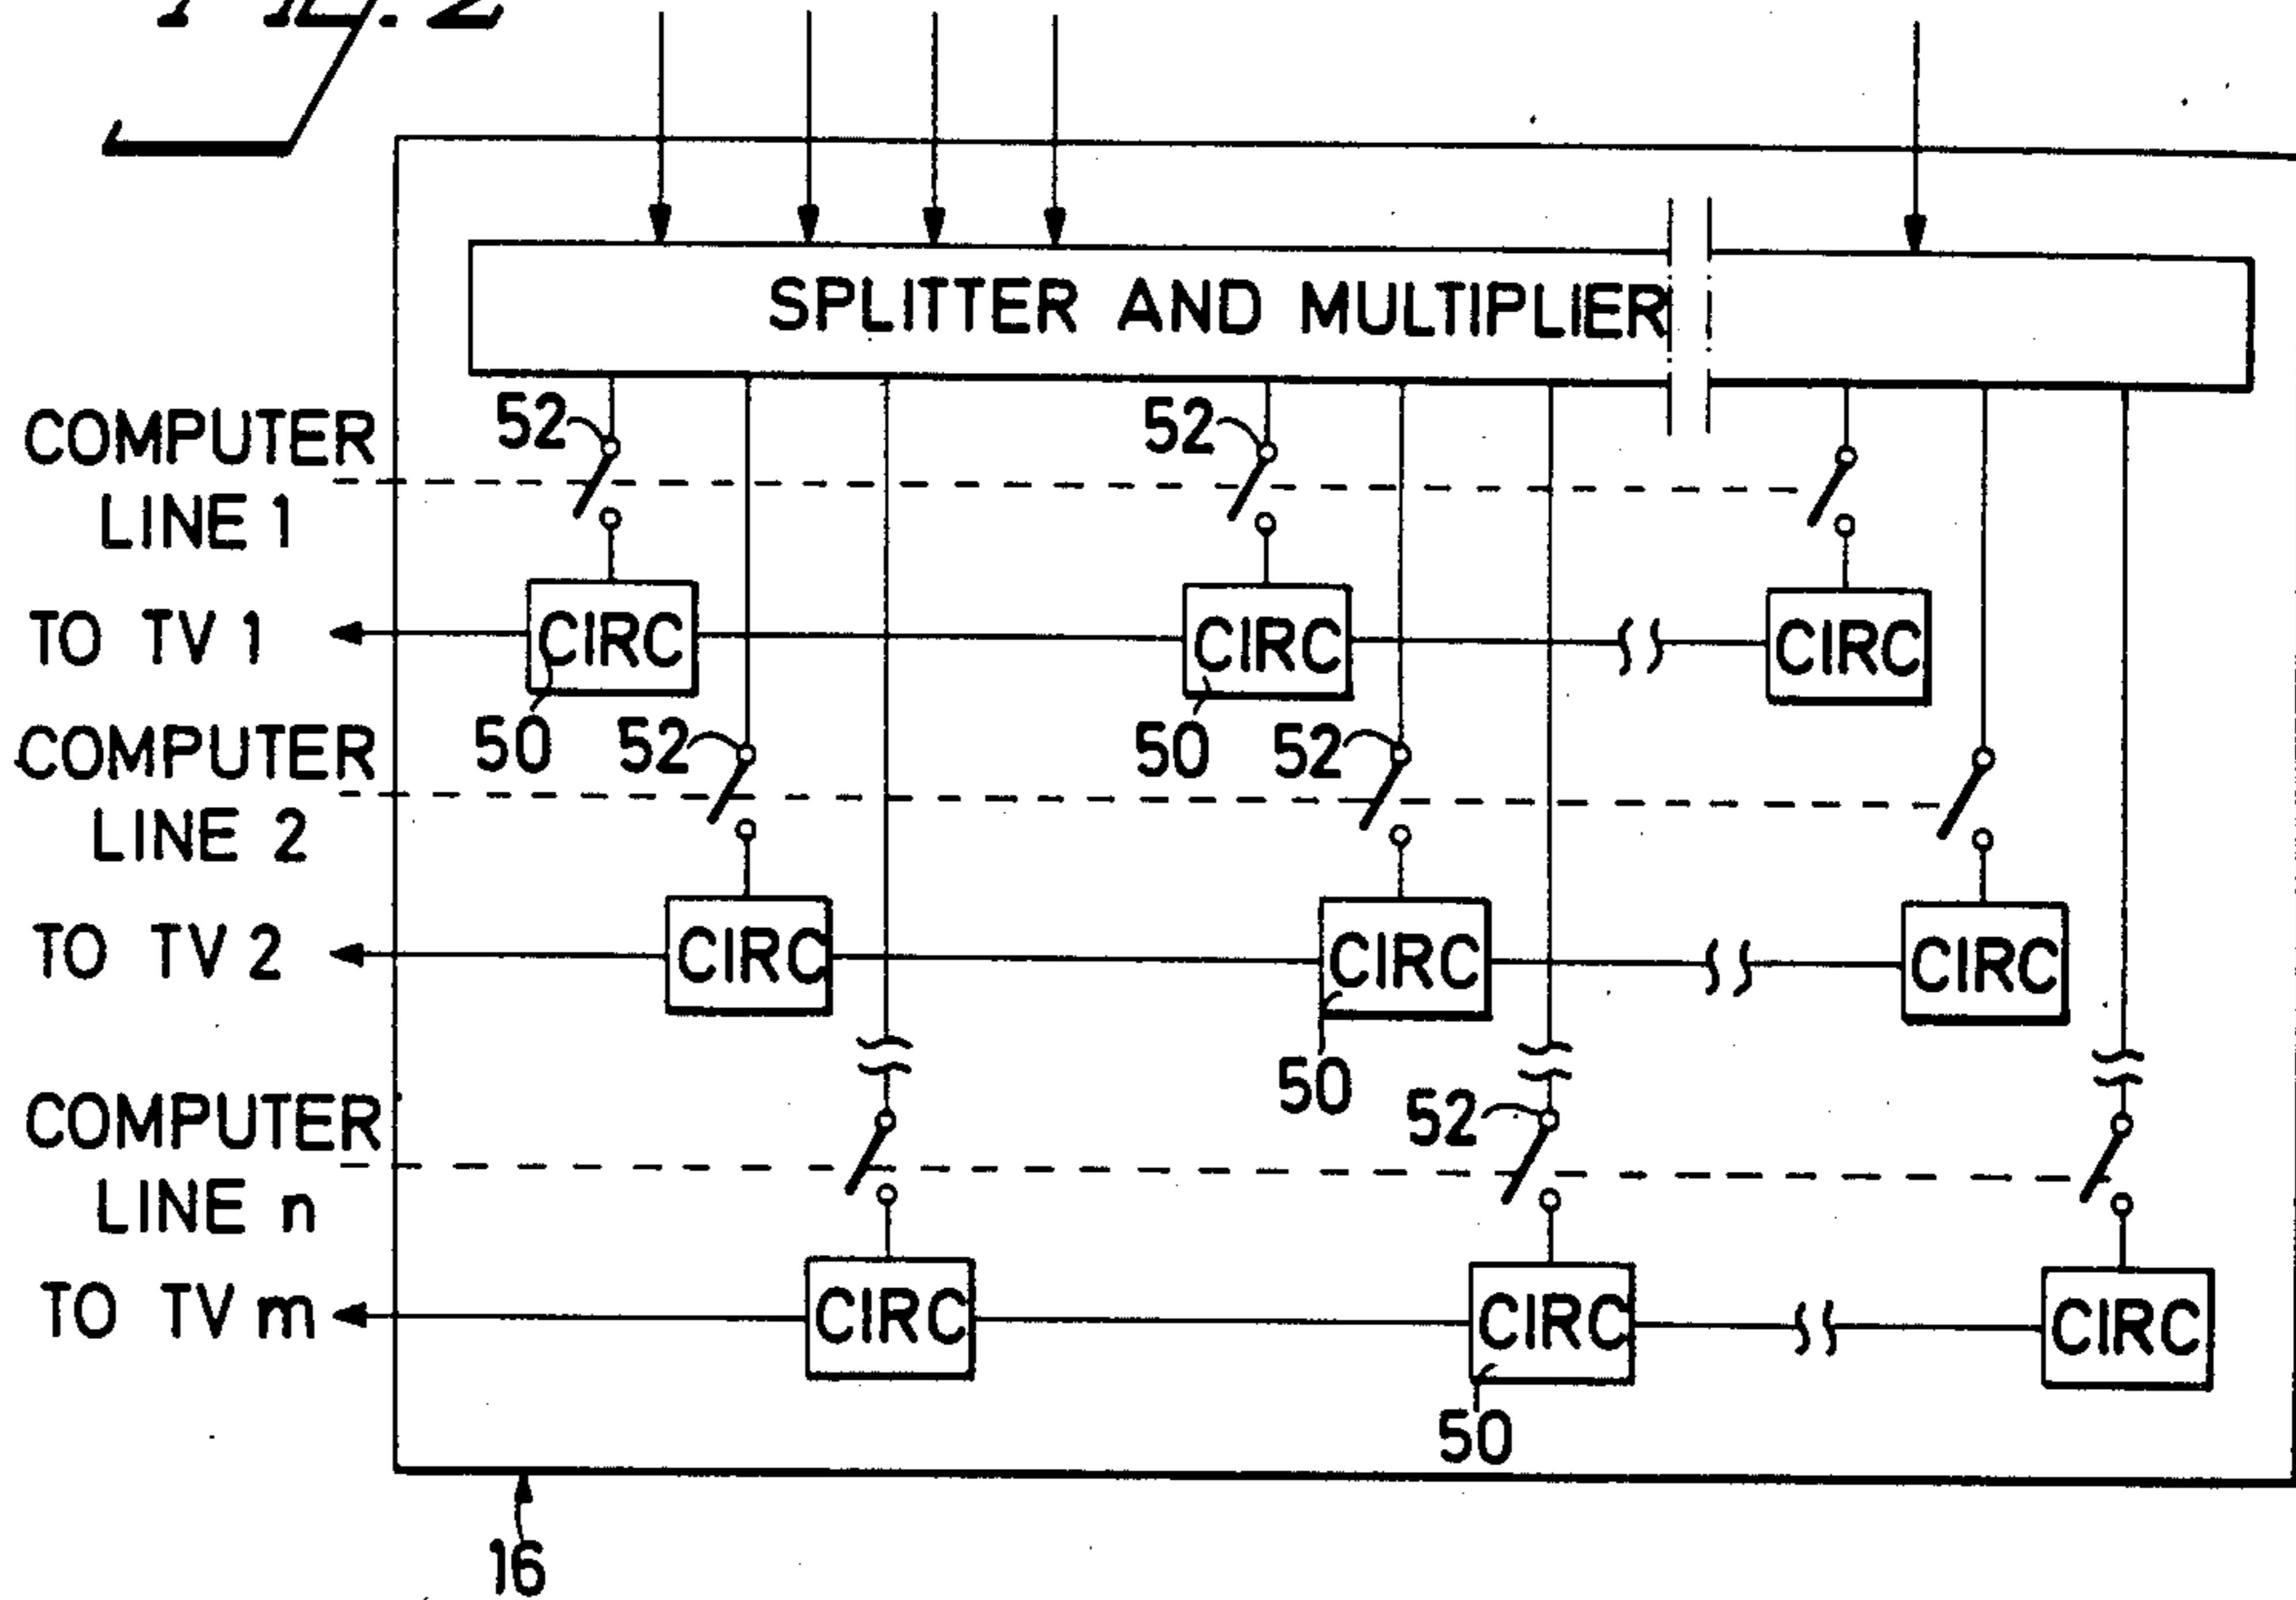 FIG. 2
SPLITTER AND MULTIPLIER
52
52
COMPUTER
LINE 1
TO TV 1
CIRC
CIRC
CIRC
50
52
50
52
COMPUTER
LINE 2
TO TV 2
CIRC
CIRC
CIRC
50
52
COMPUTER
LINE n
TO TV m
CIRC
CIRC
CIRC
50
16